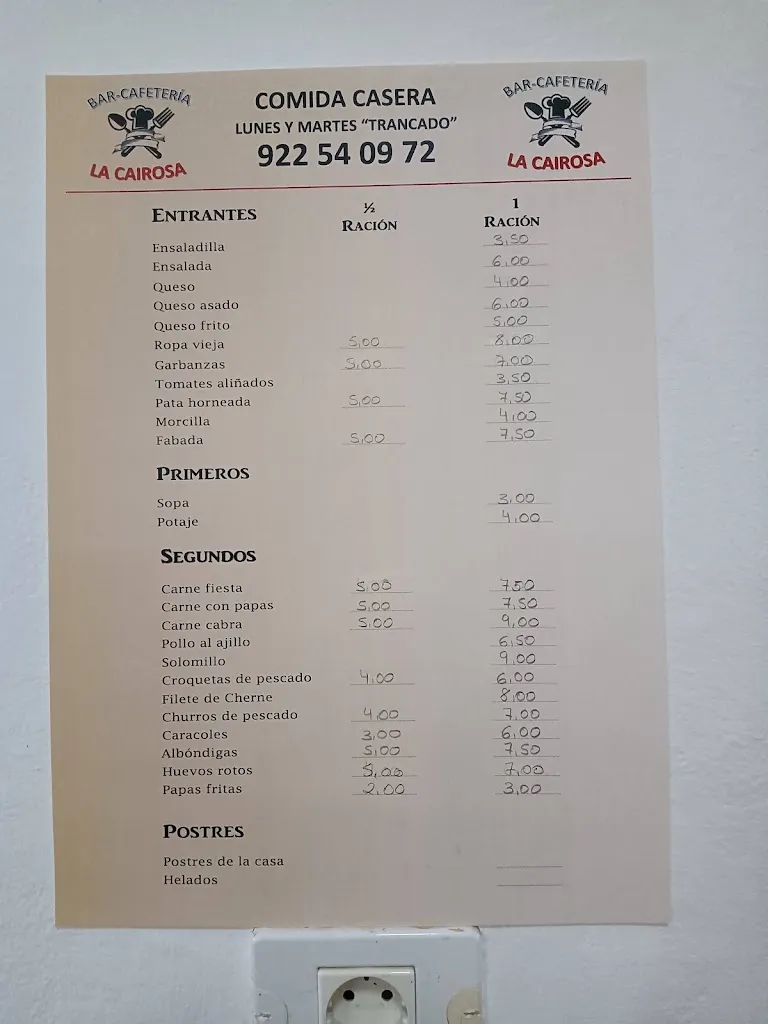 BAR-CAFETERÍA
LA CAIROSA
COMIDA CASERA
LUNES Y MARTES “TRANCADO”
922 54 09 72
BAR-CAFETERÍA
LA CAIROSA
ENTRANTES ½ RACIÓN 1 RACIÓN
Ensaladilla 3,50
Ensalada 6,00
Queso 4,00
Queso asado 6,00
Queso frito 5,00
Ropa vieja 5,00 8,00
Garbanzas 5,00 7,00
Tomates aliñados 3,50
Pata horneada 5,00 7,50
Morcilla 4,00
Fabada 5,00 7,50
PRIMEROS
Sopa 3,00
Potaje 4,00
SEGUNDOS
Carne fiesta 5,00 7,50
Carne con papas 5,00 7,50
Carne cabra 5,00 9,00
Pollo al ajillo 6,50
Solomillo 9,00
Croquetas de pescado 4,00 6,00
Filete de Cherne 8,00
Churros de pescado 4,00 7,00
Caracoles 3,00 6,00
Albóndigas 5,00 7,50
Huevos rotos 5,00 7,00
Papas fritas 2,00 3,00
POSTRES
Postres de la casa
Helados